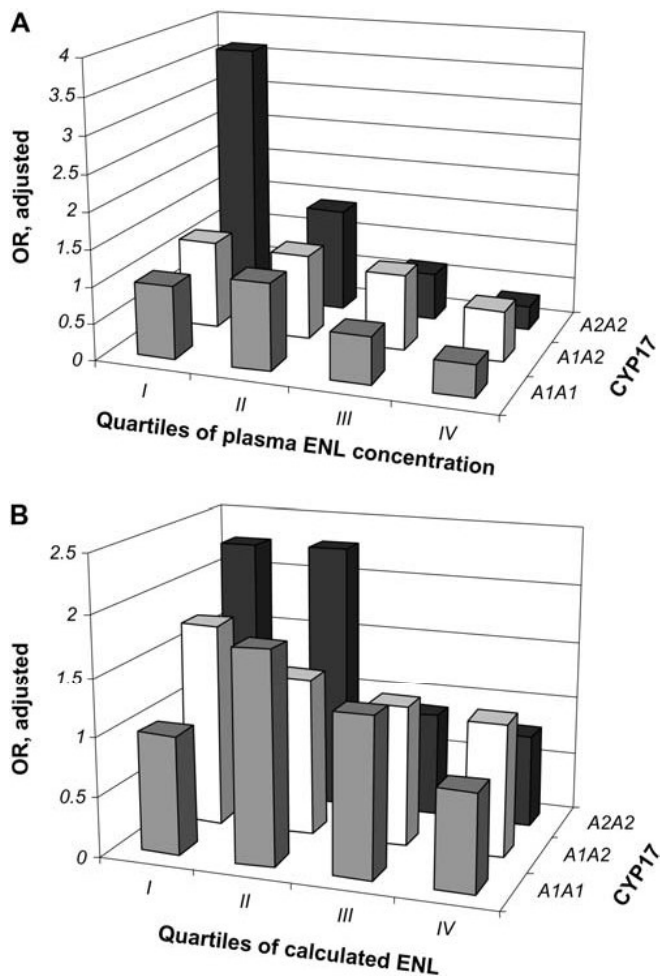 A
4
3.5
3
2.5
2
1.5
1
0.5
0
OR, adjusted
I
II
III
IV
Quartiles of plasma ENL concentration
A2A2
A1A2
A1A1
CYP17
B
2.5
2
1.5
1
0.5
0
OR, adjusted
I
II
III
IV
Quartiles of calculated ENL
A2A2
A1A2
A1A1
CYP17